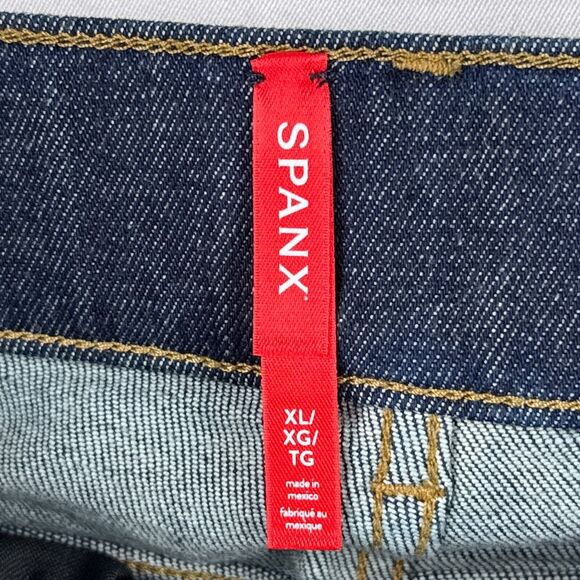 SPANX
XL/
XG/
TG
made in
mexico
fabriqué au
mexique